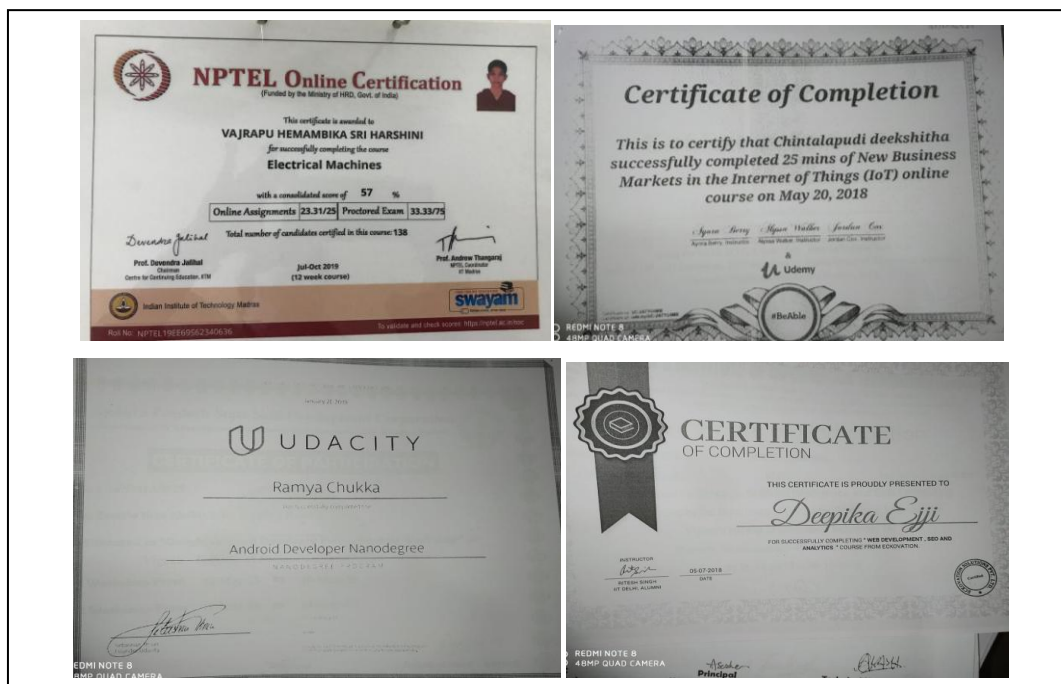 NPTEL Online Certification
(Funded by the Ministry of HRD, Govt. of India)
This certificate is awarded to
VAJRAPU HEMAMBIKA SRI HARSHINI
for successfully completing the course
Electrical Machines
with a consolidated score of 57 %
Online Assignments 23.31/25 Proctored Exam 33.33/75
Total number of candidates certified in this course: 138
Devendra Jalihal
Prof. Devendra Jalihal
Chairman
Centre for Continuing Education, IITM
Jul-Oct 2019
(12 week course)
Prof. Andrew Thangaraj
NPTEL Coordinator
IIT Madras
Indian Institute of Technology Madras
swayam
Roll No: NPTEL19EE69S62340636
To validate and check scores: https://nptel.ac.in/noc
Certificate of Completion
This is to certify that Chintalapudi deekshitha
successfully completed 25 mins of New Business
Markets in the Internet of Things (IoT) online
course on May 20, 2018
&
Udemy
#BeAble
REDMI NOTE 8
48MP QUAD CAMERA
UDACITY
Ramya Chukka
Android Developer Nanodegree
NANODEGREE PROGRAM
REDMI NOTE 8
8MP QUAD CAMERA
CERTIFICATE
OF COMPLETION
THIS CERTIFICATE IS PROUDLY PRESENTED TO
Deepika Ejji
FOR SUCCESSFULLY COMPLETING " WEB DEVELOPMENT , SEO AND
ANALYTICS " COURSE FROM ECKOVATION.
INSTRUCTOR
RITESH SINGH
IIT DELHI, ALUMNI
05-07-2018
DATE
REDMI NOTE 8
48MP QUAD CAMERA
Principal